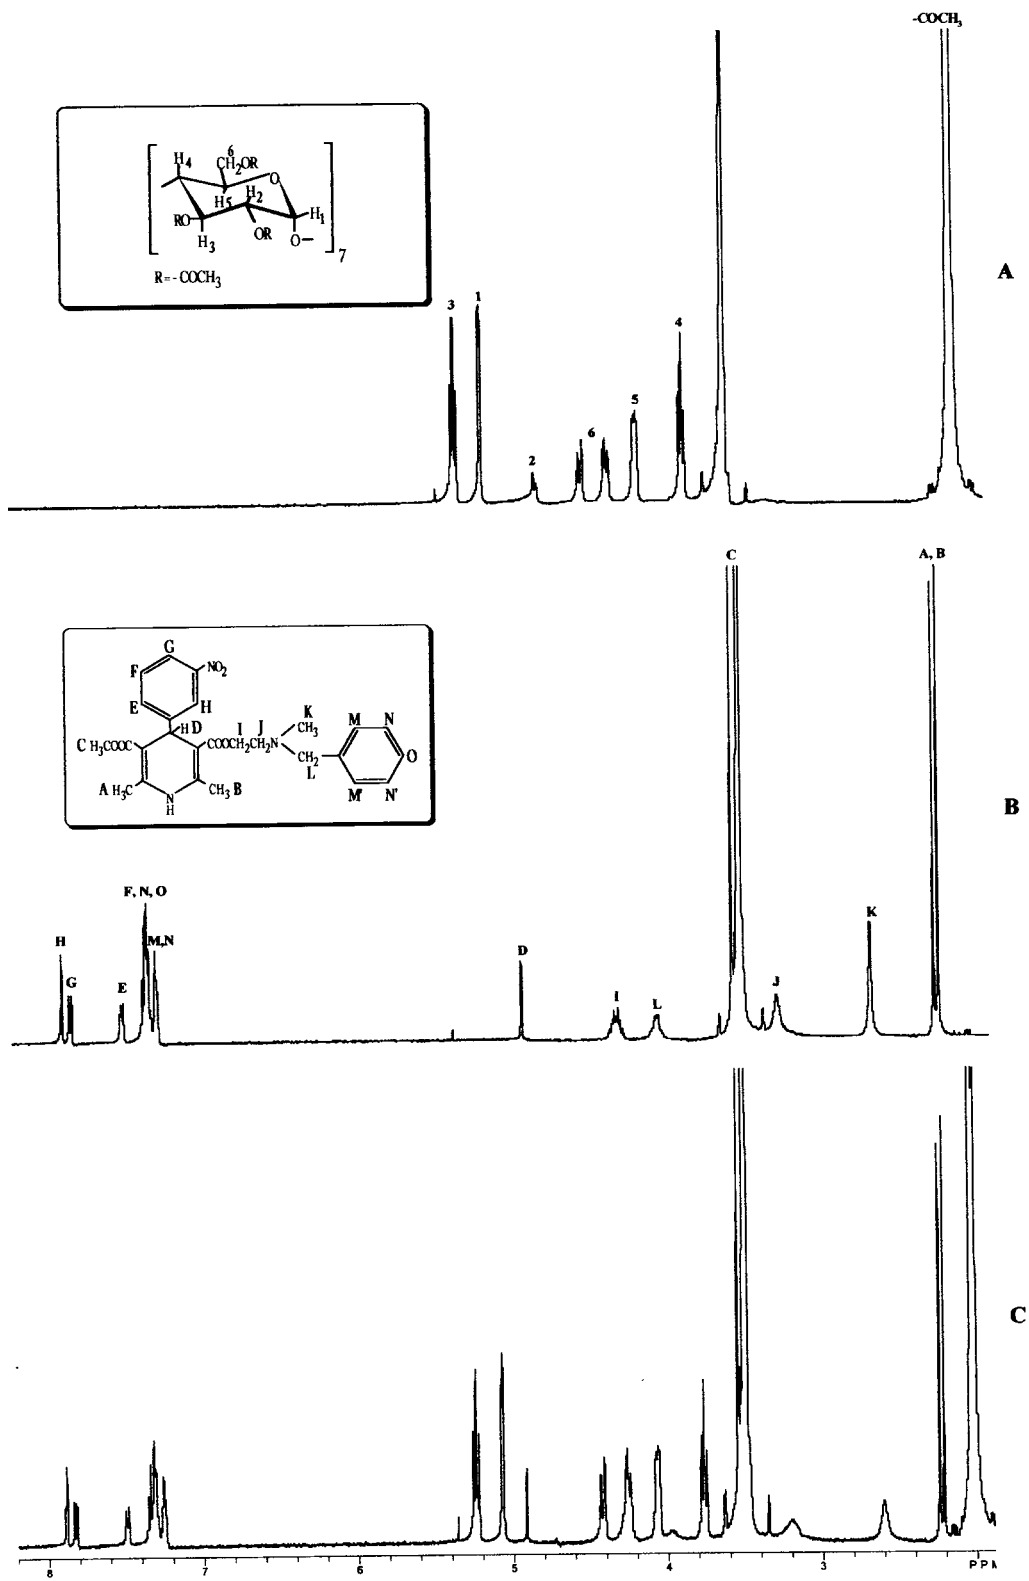 -COCH3
6
H4
CH2OR
O
H2
H5
RO
H1
OR
H3
O
7
R=-COCH3
A
3
1
4
5
6
2
C
A, B
G
F
NO2
E
H
H D
K
M
N
I
J
CH3
C H3COOC
COOCH2CH2N
O
CH2
L
A H3C
CH3 B
N
H
M'
N'
B
F, N, O
H
M,N
K
G
D
E
J
I
L
C
8
7
6
5
4
3
PPM